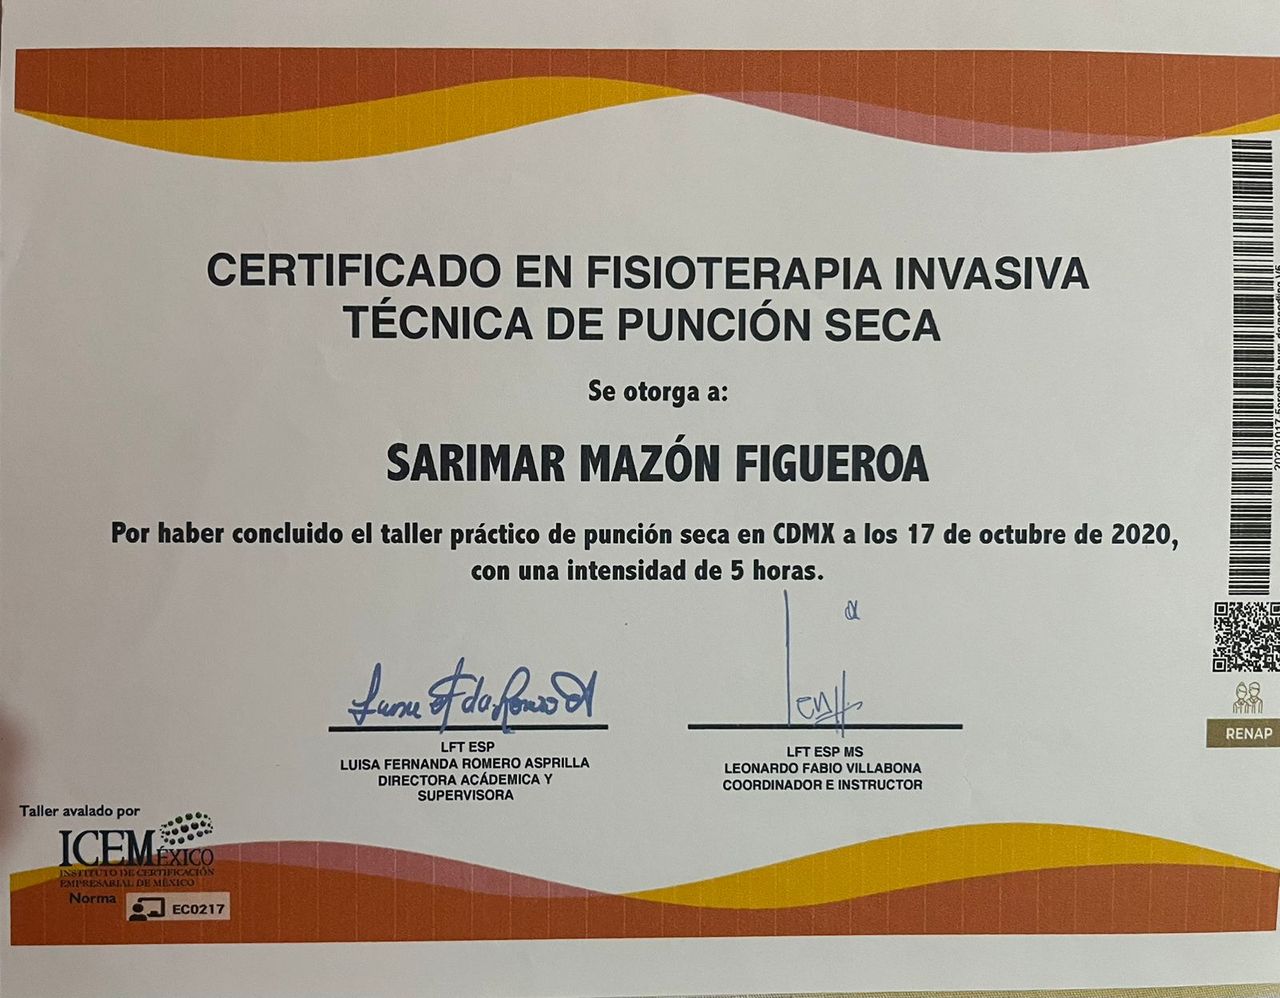 CERTIFICADO EN FISIOTERAPIA INVASIVA
TÉCNICA DE PUNCIÓN SECA
Se otorga a:
SARIMAR MAZÓN FIGUEROA
Por haber concluido el taller práctico de punción seca en CDMX a los 17 de octubre de 2020,
con una intensidad de 5 horas.
LFT ESP
LUISA FERNANDA ROMERO ASPRILLA
DIRECTORA ACÁDEMICA Y
SUPERVISORA
LFT ESP MS
LEONARDO FABIO VILLABONA
COORDINADOR E INSTRUCTOR
RENAP
Taller avalado por
ICEMÉXICO
INSTITUTO DE CERTIFICACIÓN
EMPRESARIAL DE MÉXICO
Norma
EC0217